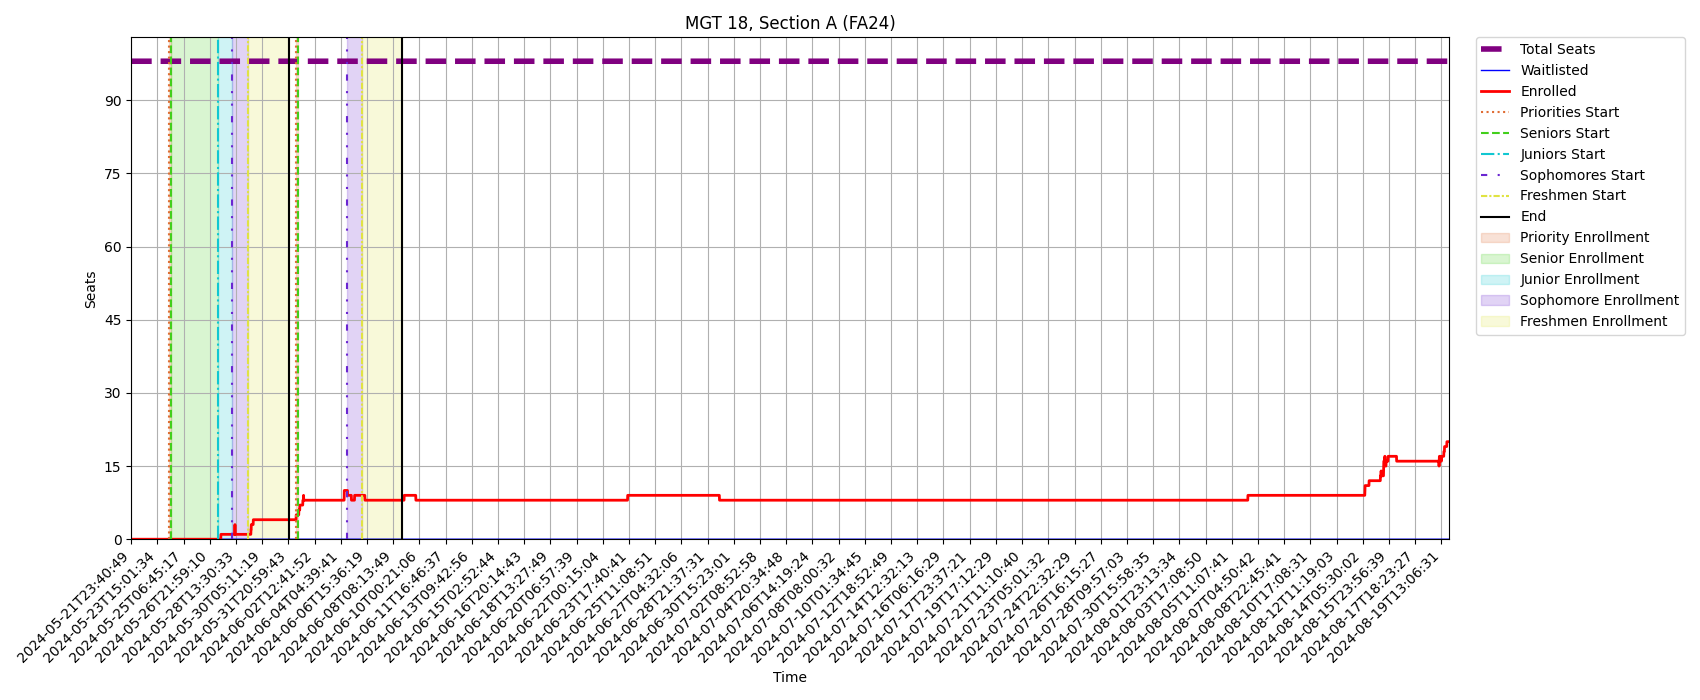 MGT 18, Section A (FA24)
Total Seats
Waitlisted
Enrolled
Priorities Start
Seniors Start
Juniors Start
Sophomores Start
Freshmen Start
End
Priority Enrollment
Senior Enrollment
Junior Enrollment
Sophomore Enrollment
Freshmen Enrollment
Seats
90
75
60
45
30
15
0
2024-05-21T23:40:49
2024-05-23T15:01:34
2024-05-25T06:45:17
2024-05-26T21:59:10
2024-05-28T13:30:33
2024-05-30T05:11:19
2024-05-31T20:59:43
2024-06-02T12:41:52
2024-06-04T04:39:41
2024-06-06T15:36:19
2024-06-08T08:13:49
2024-06-10T00:21:06
2024-06-11T16:46:37
2024-06-13T09:42:56
2024-06-15T02:52:44
2024-06-16T20:14:43
2024-06-18T13:27:49
2024-06-20T06:57:39
2024-06-22T00:15:04
2024-06-23T17:40:41
2024-06-25T11:08:51
2024-06-27T04:32:06
2024-06-28T21:37:31
2024-06-30T15:23:01
2024-07-02T08:52:58
2024-07-04T20:34:48
2024-07-06T14:19:24
2024-07-08T08:00:32
2024-07-10T01:34:45
2024-07-12T18:52:49
2024-07-14T12:32:13
2024-07-16T06:16:29
2024-07-17T23:37:21
2024-07-19T17:12:29
2024-07-21T11:10:40
2024-07-23T05:01:32
2024-07-24T22:32:29
2024-07-26T16:15:27
2024-07-28T09:57:03
2024-07-30T11:58:35
2024-08-01T23:13:34
2024-08-03T17:08:50
2024-08-05T11:07:41
2024-08-07T04:50:42
2024-08-08T22:45:41
2024-08-10T17:08:31
2024-08-12T11:19:03
2024-08-14T05:30:02
2024-08-15T23:56:39
2024-08-17T18:23:27
2024-08-19T13:06:31
Time